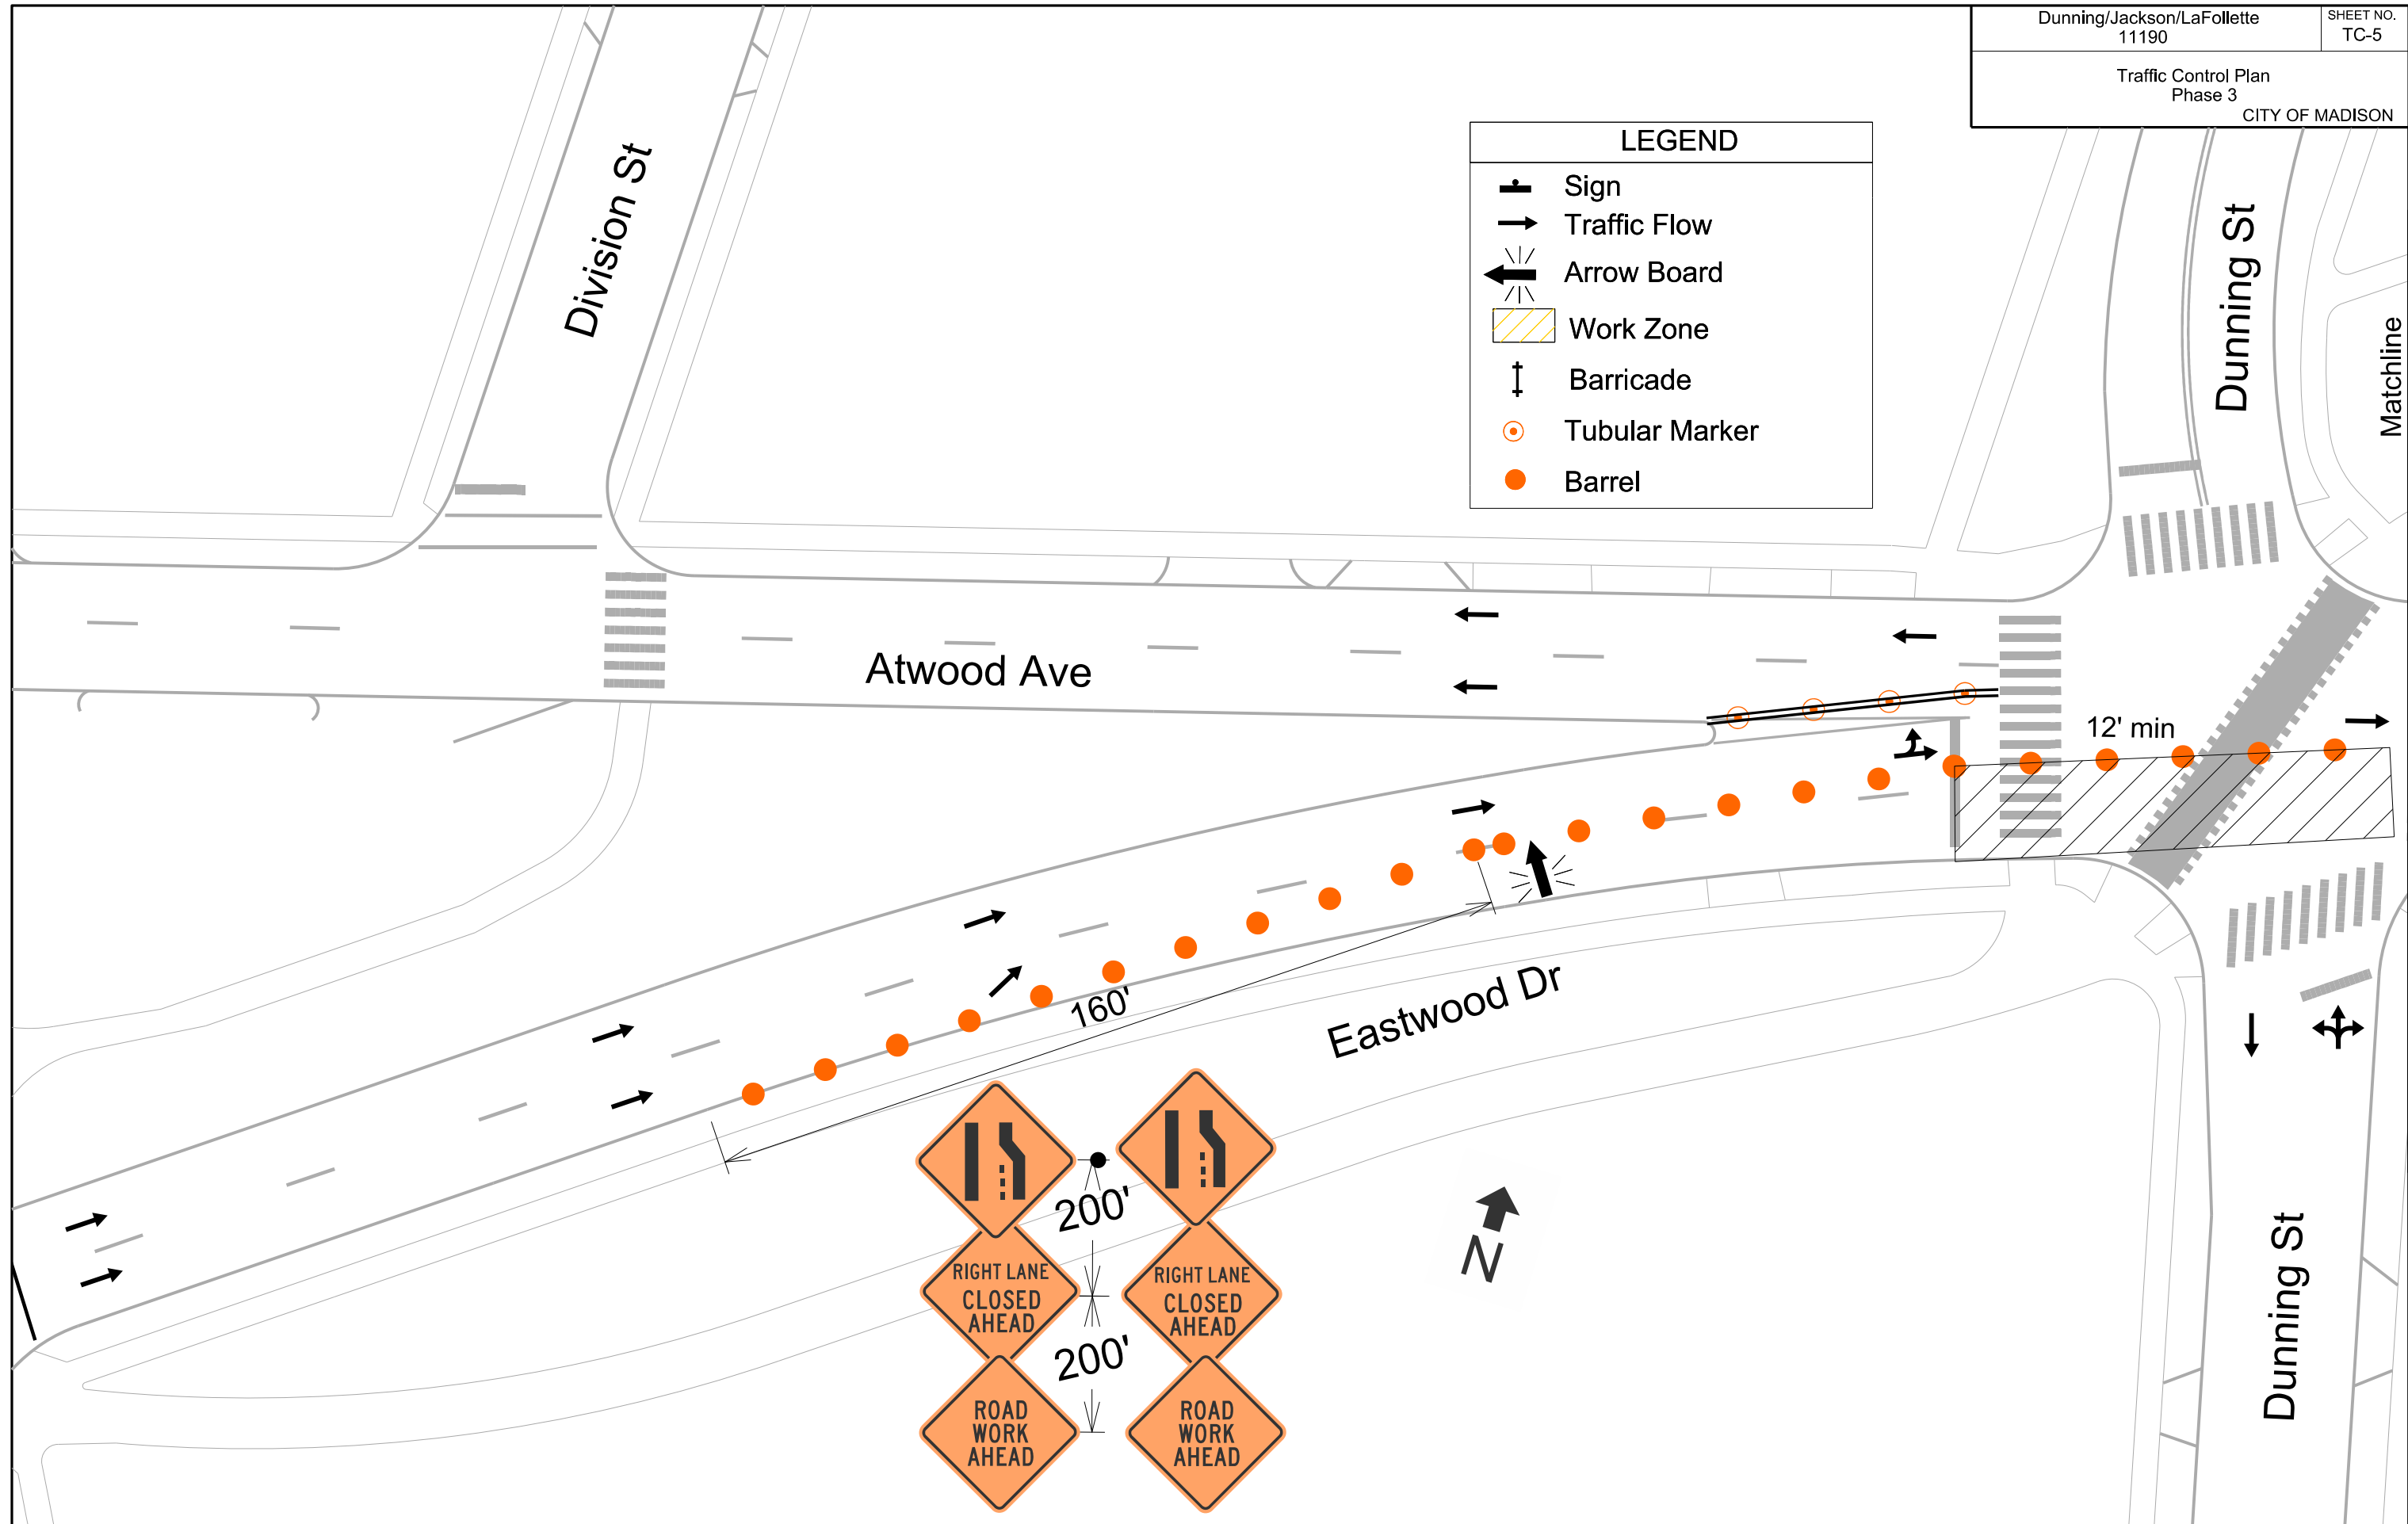 Dunning/Jackson/LaFollette
11190
SHEET NO.
TC-5
Traffic Control Plan
Phase 3
CITY OF MADISON
LEGEND
Sign
Traffic Flow
Arrow Board
Work Zone
Barricade
Tubular Marker
Barrel
Division St
Dunning St
Matchline
Atwood Ave
12' min
160'
Eastwood Dr
200'
RIGHT LANE
CLOSED
AHEAD
RIGHT LANE
CLOSED
AHEAD
200'
ROAD
WORK
AHEAD
ROAD
WORK
AHEAD
N
Dunning St